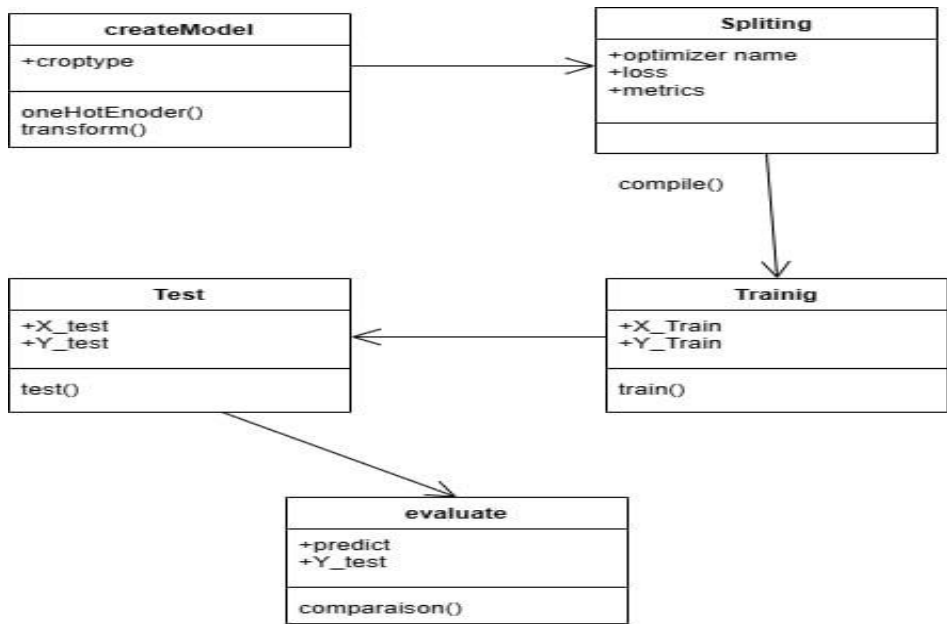 createModel
+croptype
oneHotEnoder()
transform()
Spliting
+optimizer name
+loss
+metrics
compile()
Trainig
+X_Train
+Y_Train
train()
Test
+X_test
+Y_test
test()
evaluate
+predict
+Y_test
comparaison()